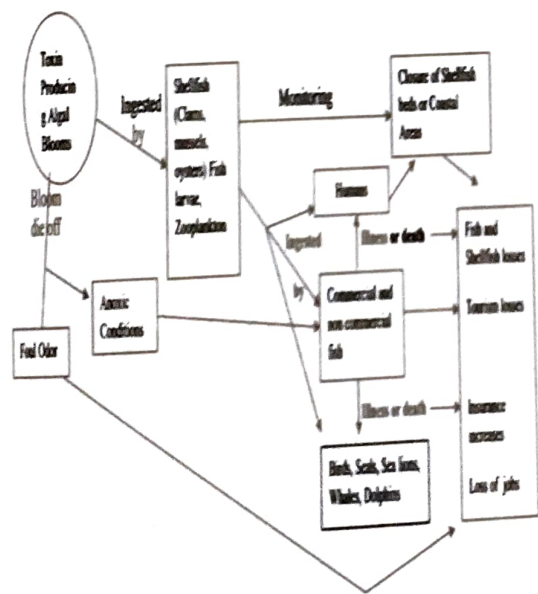 Toxin
Producin
g Algal
Blooms
Ingested
by
Shellfish
(Clams,
mussels,
oysters) Fish
larvae,
Zooplankton
Monitoring
Closure of Shellfish
beds or Coastal
Areas
Humans
Bloom
die off
Ingested
by
Illness or death
Fish and
Shellfish losses
Anoxic
Conditions
Commercial and
non commercial
fish
Tourism losses
Foul Odor
Illness or death
Insurance
increases
Birds, Seals, Sea lions,
Whales, Dolphins
Loss of jobs